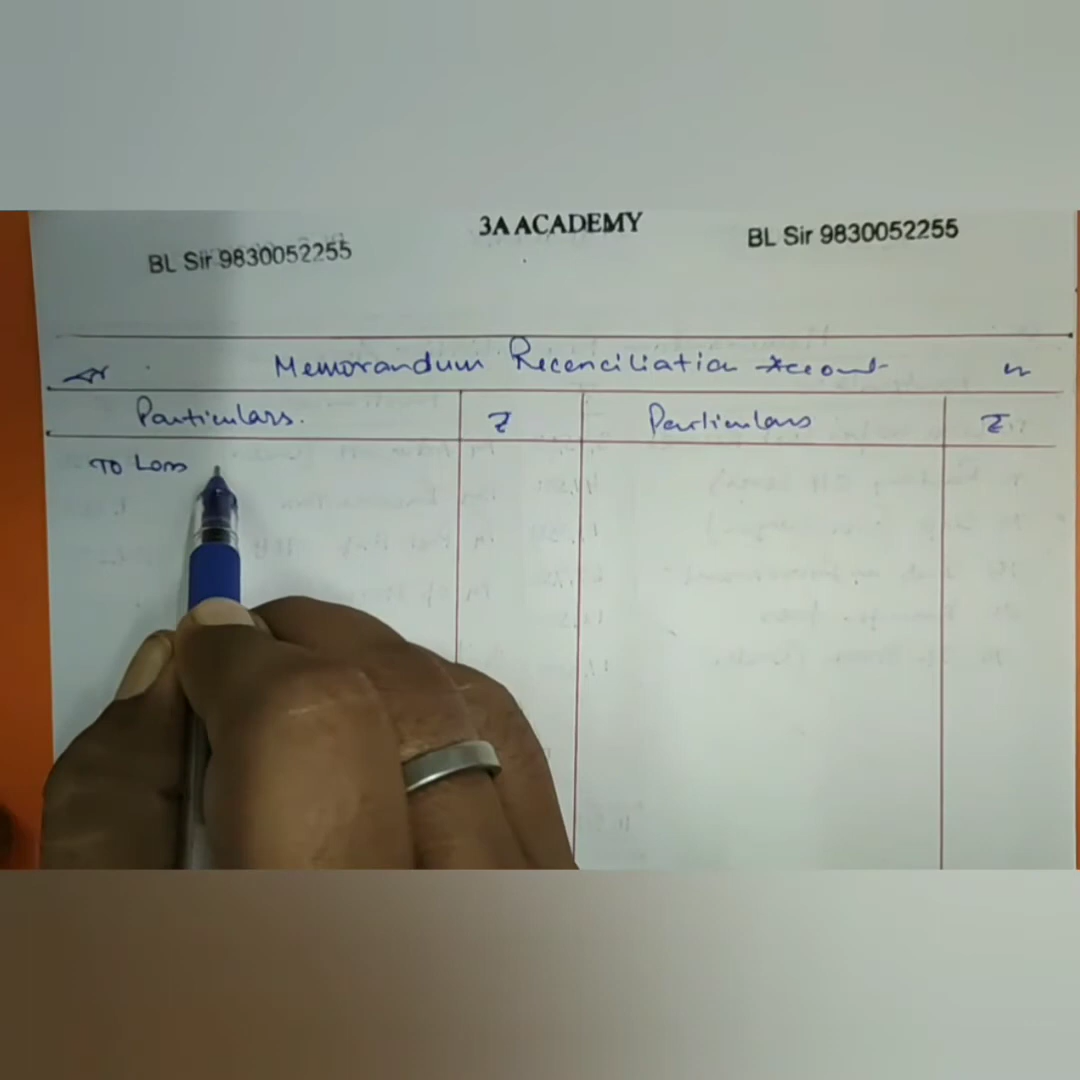 3A ACADEMY
BL Sir 9830052255 BL Sir 9830052255
Dr Memorandum Reconciliation Account Cr
Particulars. ₹ Particulars ₹
To Loss